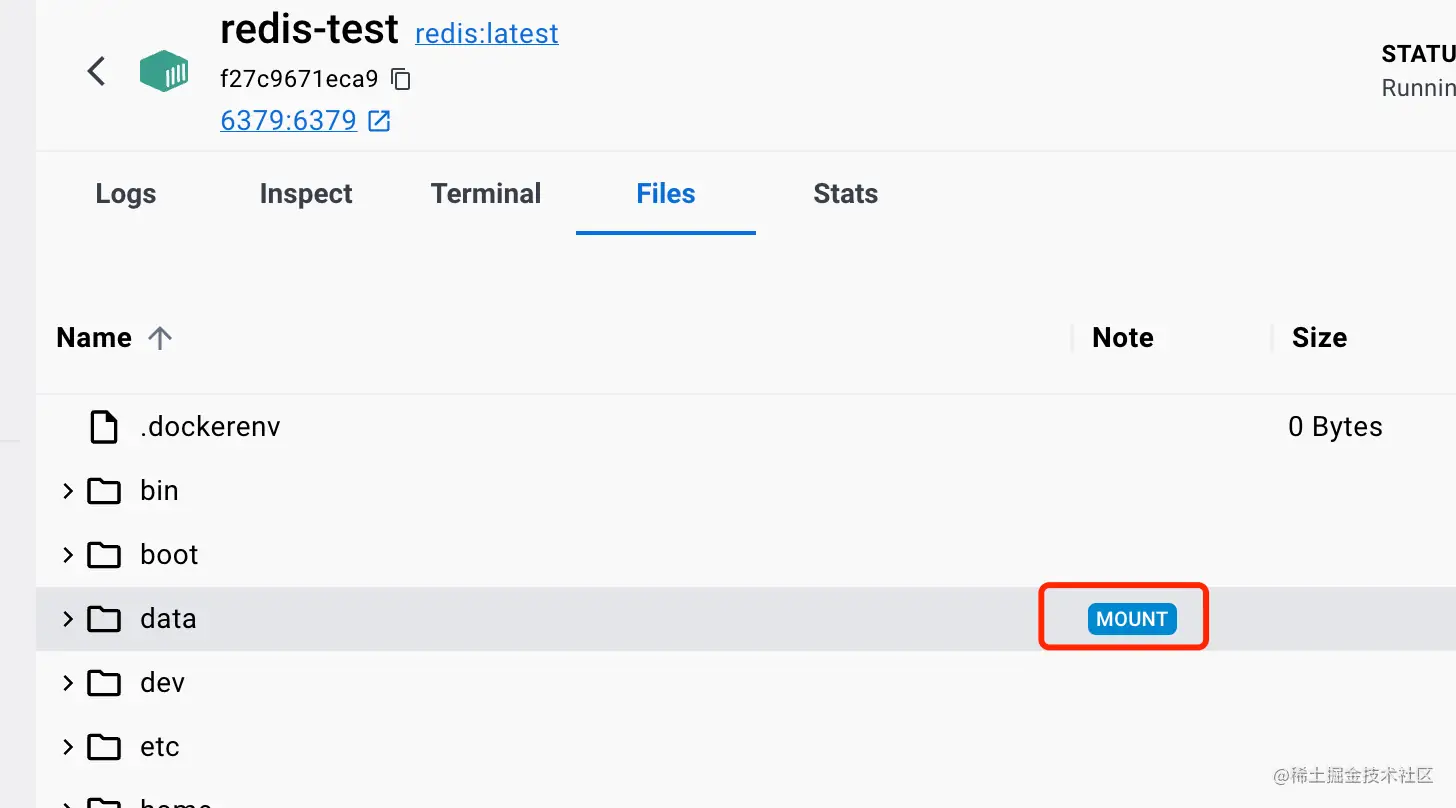 redis-test redis:latest
f27c9671eca9
6379:6379
STATU
Runnin
Logs Inspect Terminal Files Stats
Name Note Size
.dockerenv 0 Bytes
bin
boot
data MOUNT
dev
etc
home
@稀土掘金技术社区